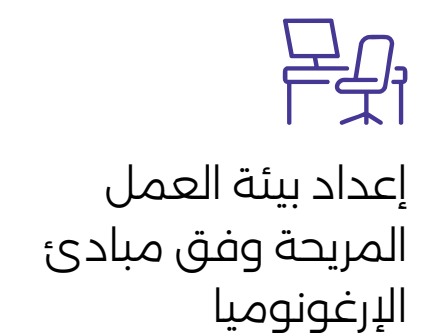 إعداد بيئة العمل
المريحة وفق مبادئ
الإرغونوميا